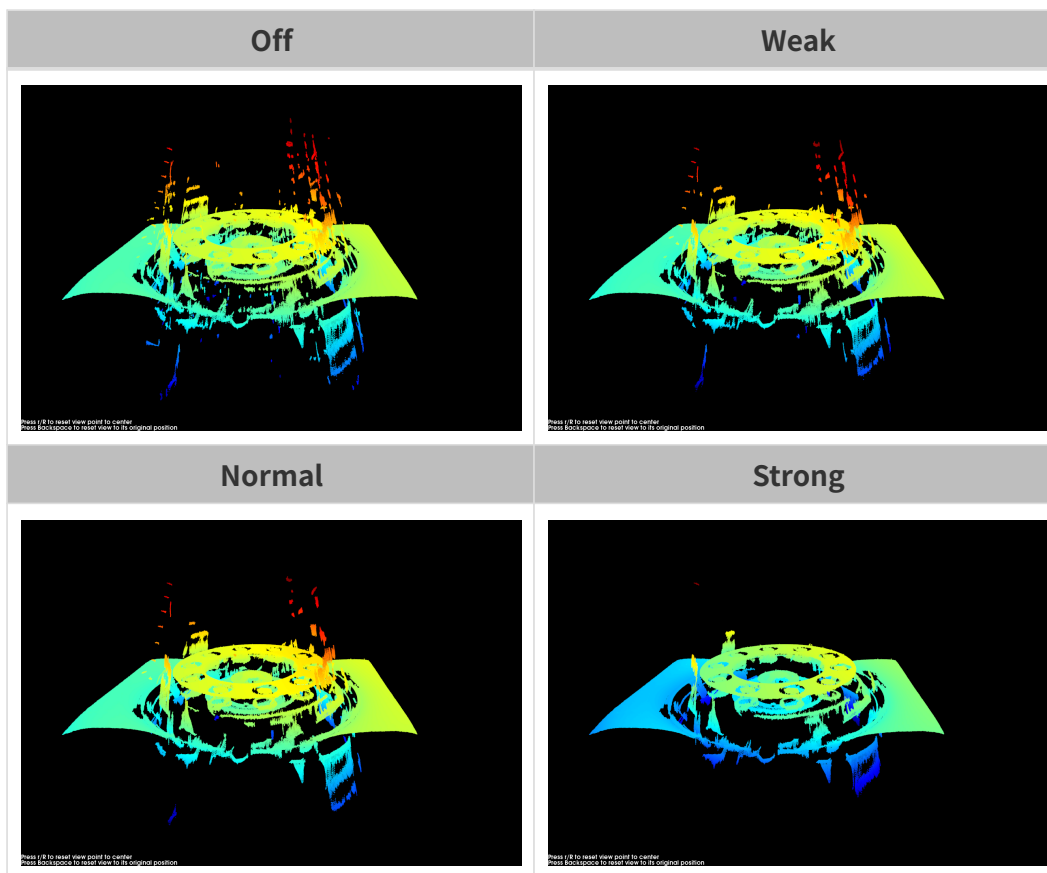 Off
Weak
Press r/R to reset view point to center
Press Backspace to reset view to its original position
Press r/R to reset view point to center
Press Backspace to reset view to its original position
Normal
Strong
Press r/R to reset view point to center
Press Backspace to reset view to its original position
Press r/R to reset view point to center
Press Backspace to reset view to its original position